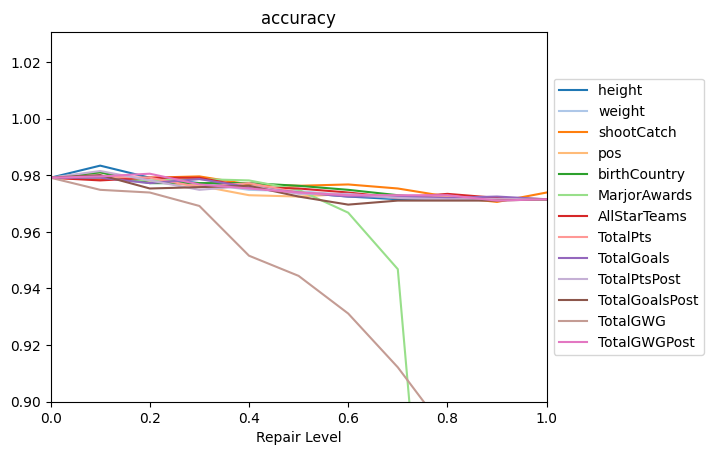 accuracy
1.02
1.00
0.98
0.96
0.94
0.92
0.90
0.0 0.2 0.4 0.6 0.8 1.0
Repair Level
height
weight
shootCatch
pos
birthCountry
MarjorAwards
AllStarTeams
TotalPts
TotalGoals
TotalPtsPost
TotalGoalsPost
TotalGWG
TotalGWGPost